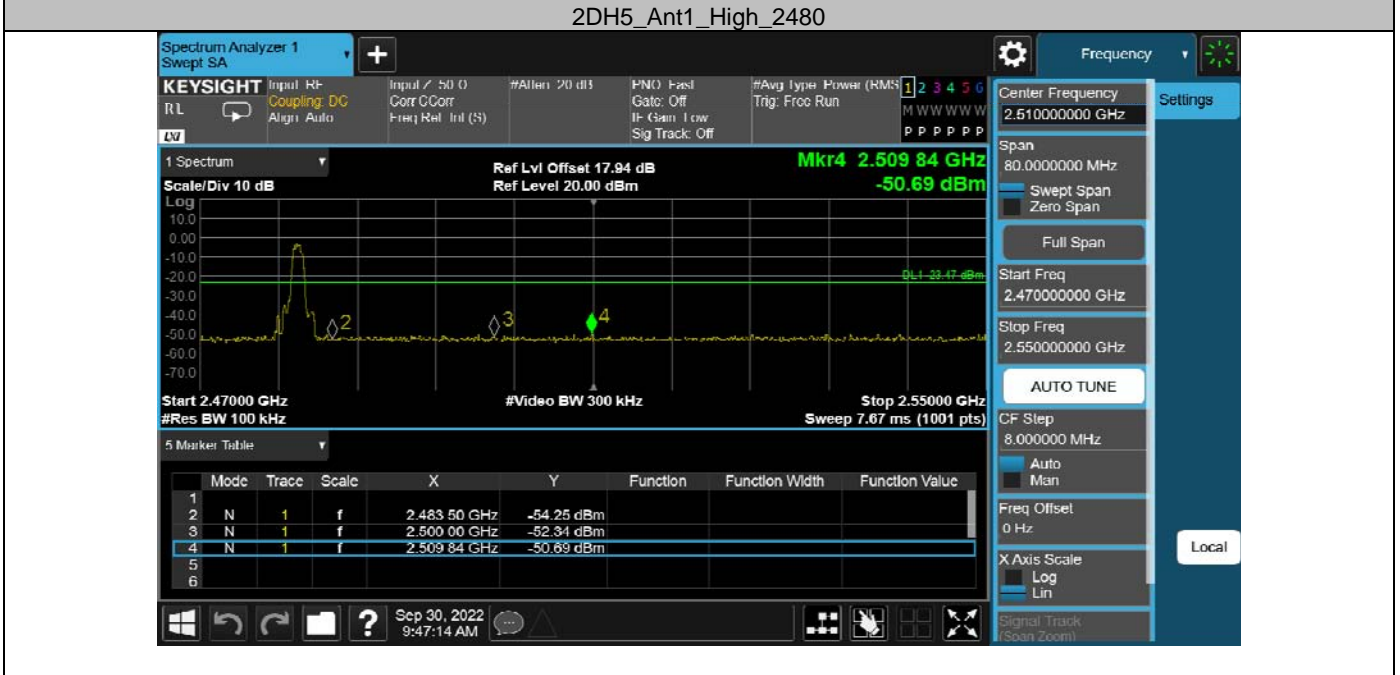 2DH5_Ant1_High_2480
Spectrum Analyzer 1
Swept SA
Frequency
KEYSIGHT
RL
LXI
Input RF
Coupling: DC
Align Auto
Input Z 50 Ω
Corr CCorr
Freq Ref Int (S)
#Atten 20 dB
PNO Fast
Gate: Off
IF Gain Low
Sig Track: Off
#Avg Type Power (RMS
Trig: Free Run
1 2 3 4 5 6
M W W W W W
P P P P P P
1 Spectrum
Scale/Div 10 dB
Ref Lvl Offset 17.94 dB
Ref Level 20.00 dBm
Mkr4 2.509 84 GHz
-50.69 dBm
Log
10.0
0.00
-10.0
-20.0
-30.0
-40.0
-50.0
-60.0
-70.0
DL1 -23.47 dBm
2
3
4
Start 2.47000 GHz
#Res BW 100 kHz
#Video BW 300 kHz
Stop 2.55000 GHz
Sweep 7.67 ms (1001 pts)
5 Marker Table
Mode Trace Scale X Y Function Function Width Function Value
1
2 N 1 f 2.483 50 GHz -54.25 dBm
3 N 1 f 2.500 00 GHz -52.34 dBm
4 N 1 f 2.509 84 GHz -50.69 dBm
5
6
Sep 30, 2022
9:47:14 AM
Center Frequency
2.510000000 GHz
Settings
Span
80.0000000 MHz
Swept Span
Zero Span
Full Span
Start Freq
2.470000000 GHz
Stop Freq
2.550000000 GHz
AUTO TUNE
CF Step
8.000000 MHz
Auto
Man
Freq Offset
0 Hz
Local
X Axis Scale
Log
Lin
Signal Track
(Span Zoom)